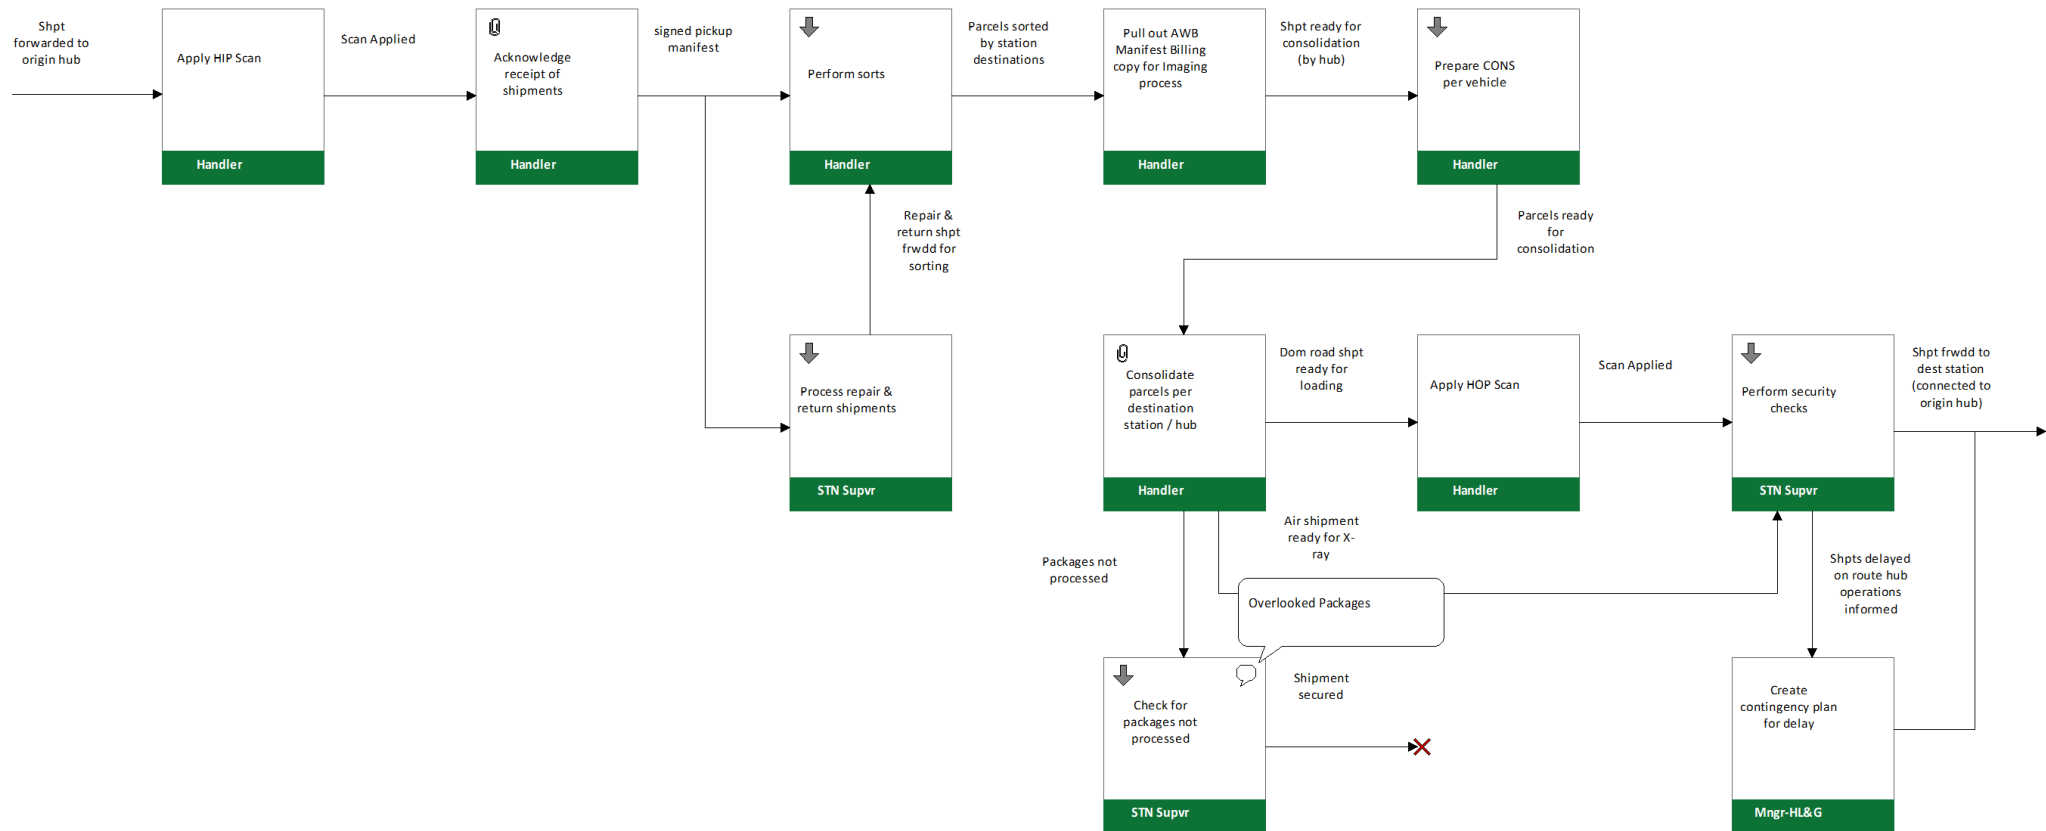 Shpt
forwarded to
origin hub
Apply HIP Scan
Handler
Scan Applied
Acknowledge
receipt of
shipments
Handler
signed pickup
manifest
Perform sorts
Handler
Parcels sorted
by station
destinations
Pull out AWB
Manifest Billing
copy for Imaging
process
Handler
Shpt ready for
consolidation
(by hub)
Prepare CONS
per vehicle
Handler
Repair &
return shpt
frwdd for
sorting
Parcels ready
for
consolidation
Process repair &
return shipments
STN Supvr
Consolidate
parcels per
destination
station / hub
Handler
Dom road shpt
ready for
loading
Apply HOP Scan
Handler
Scan Applied
Perform security
checks
STN Supvr
Shpt frwdd to
dest station
(connected to
origin hub)
Packages not
processed
Air shipment
ready for X-
ray
Overlooked Packages
Shpts delayed
on route hub
operations
informed
Check for
packages not
processed
STN Supvr
Shipment
secured
Create
contingency plan
for delay
Mngr-HL&G